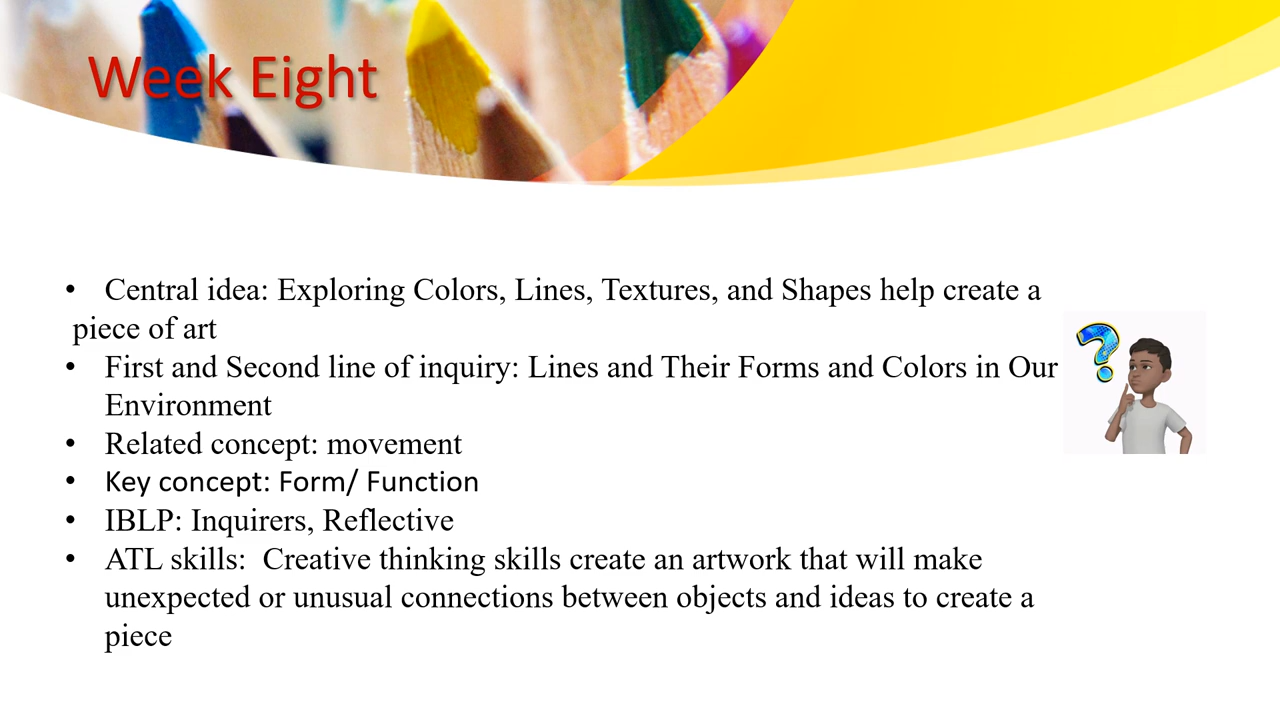 Week Eight
• Central idea: Exploring Colors, Lines, Textures, and Shapes help create a
piece of art
• First and Second line of inquiry: Lines and Their Forms and Colors in Our
Environment
• Related concept: movement
• Key concept: Form/ Function
• IBLP: Inquirers, Reflective
• ATL skills:  Creative thinking skills create an artwork that will make
unexpected or unusual connections between objects and ideas to create a
piece